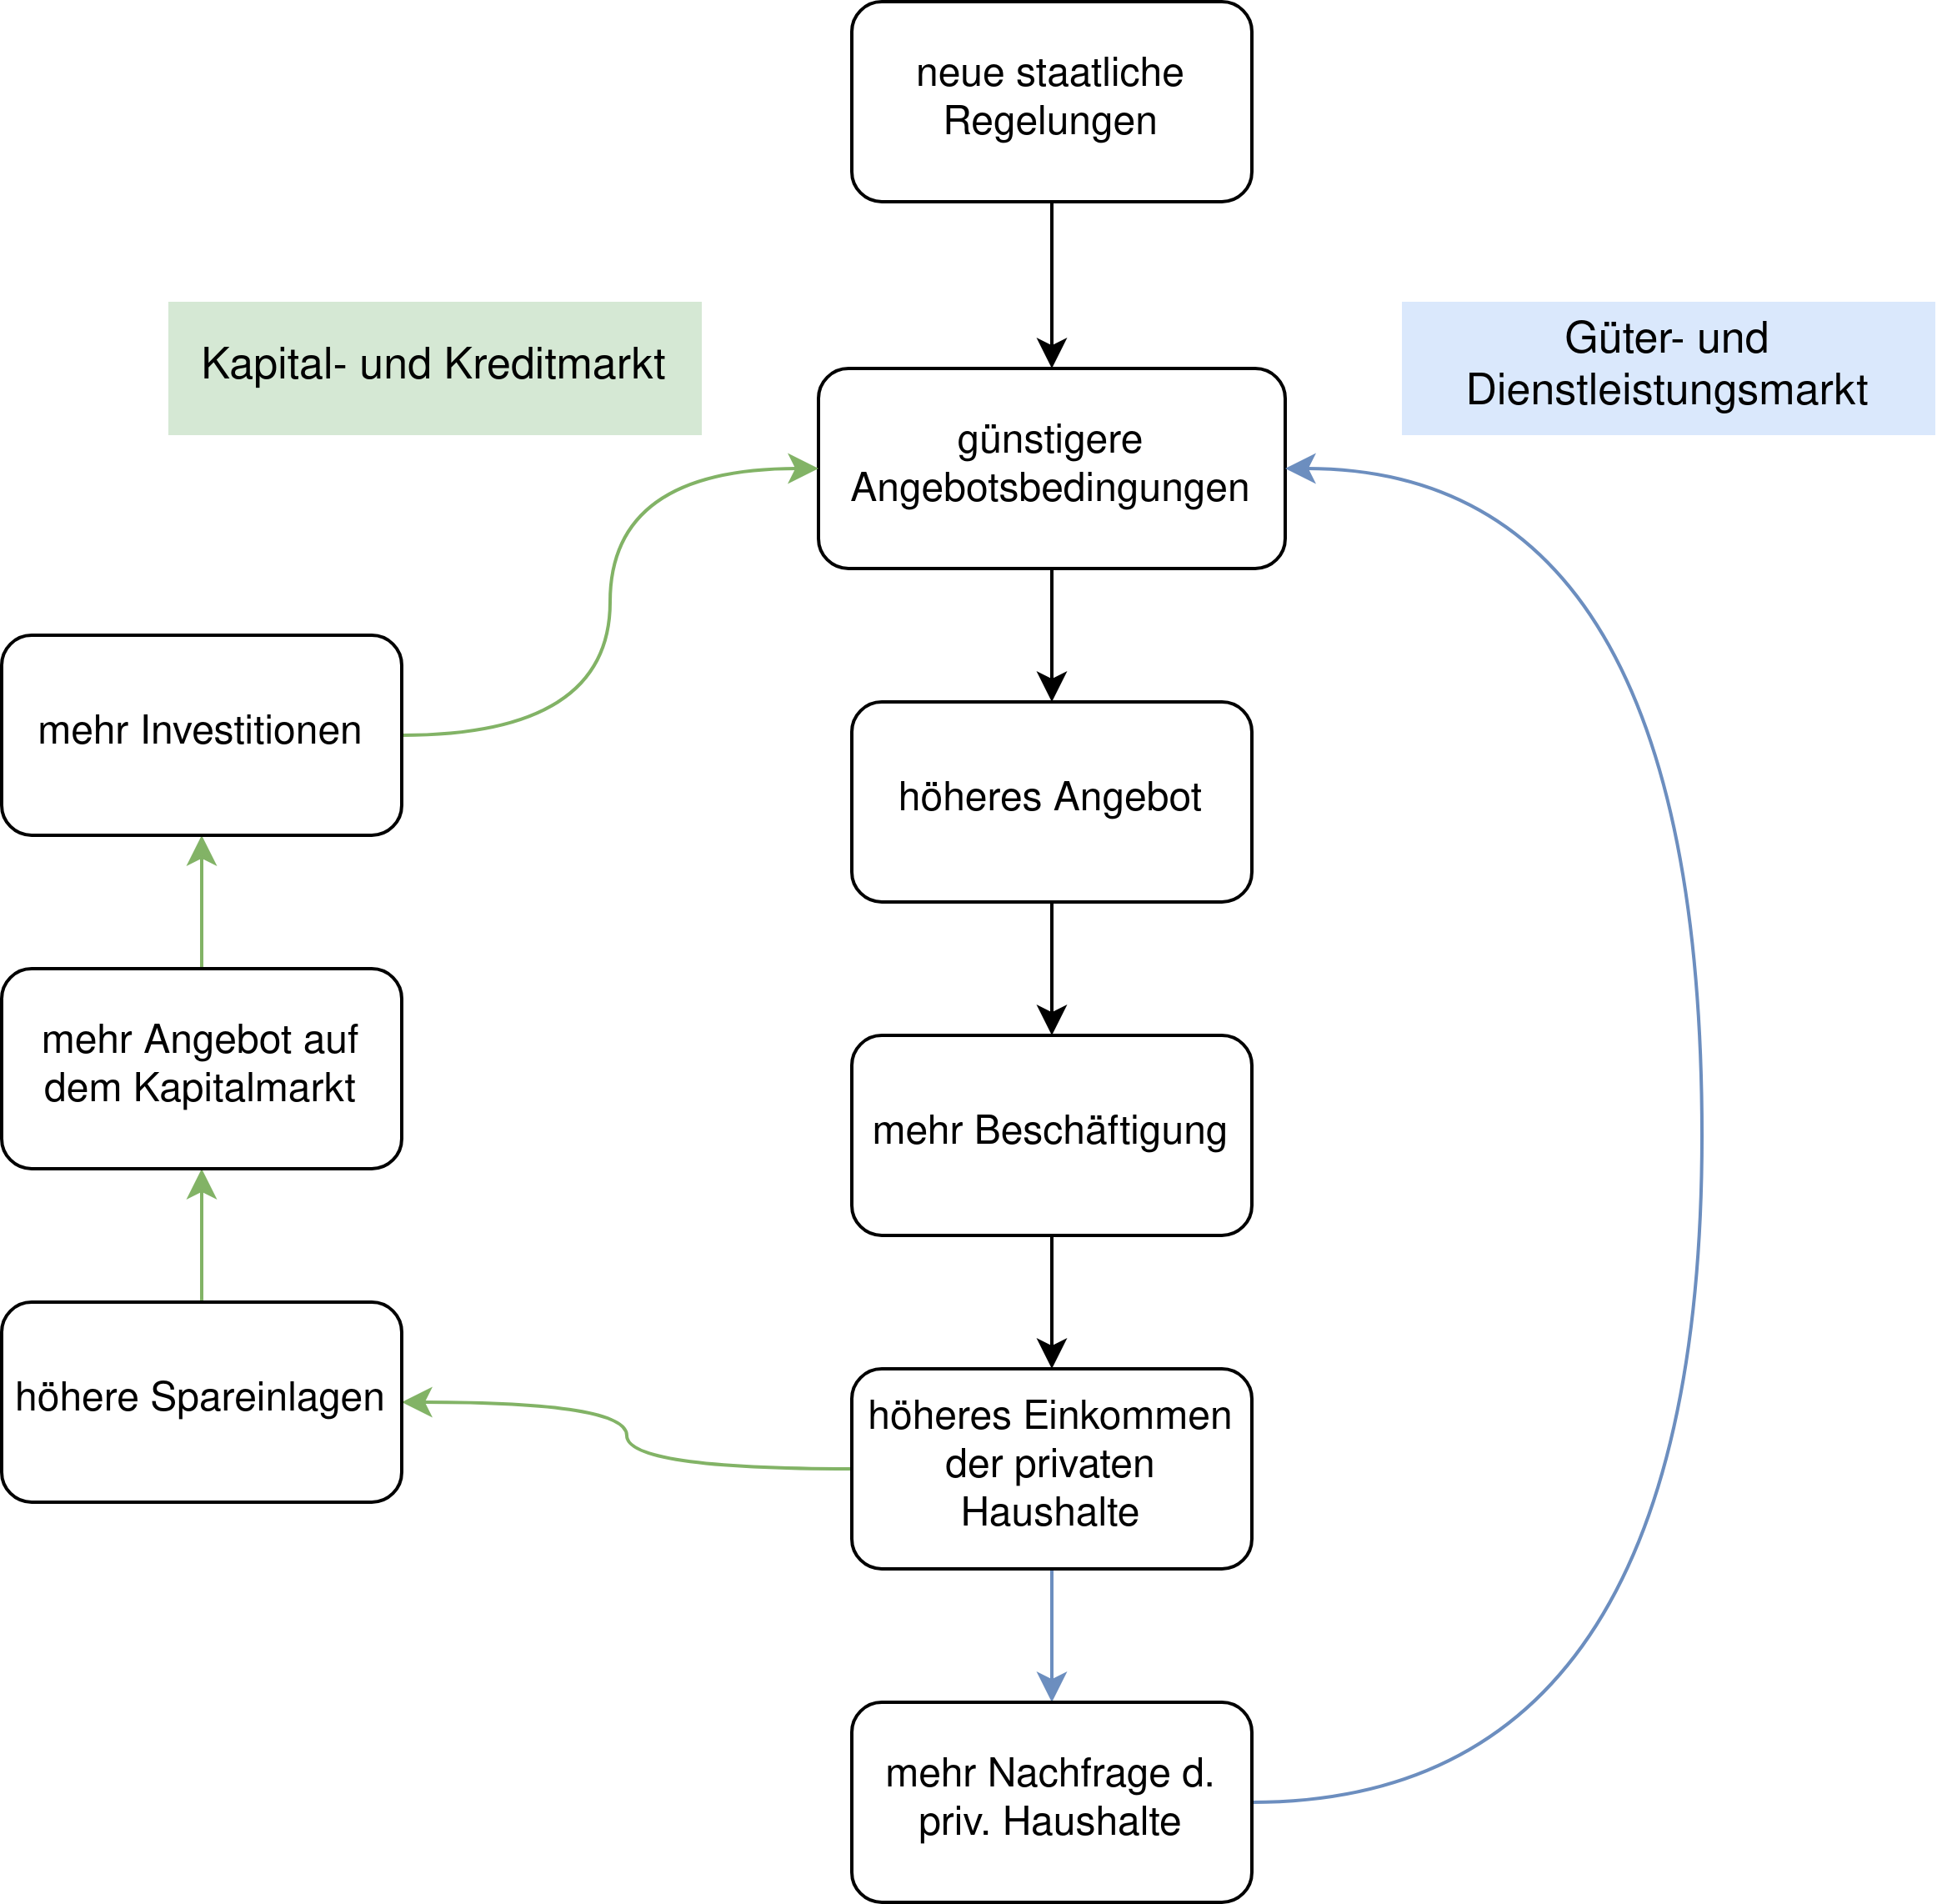 neue staatliche
Regelungen
Kapital- und Kreditmarkt
Güter- und
Dienstleistungsmarkt
günstigere
Angebotsbedingungen
mehr Investitionen
höheres Angebot
mehr Angebot auf
dem Kapitalmarkt
mehr Beschäftigung
höhere Spareinlagen
höheres Einkommen
der privaten
Haushalte
mehr Nachfrage d.
priv. Haushalte